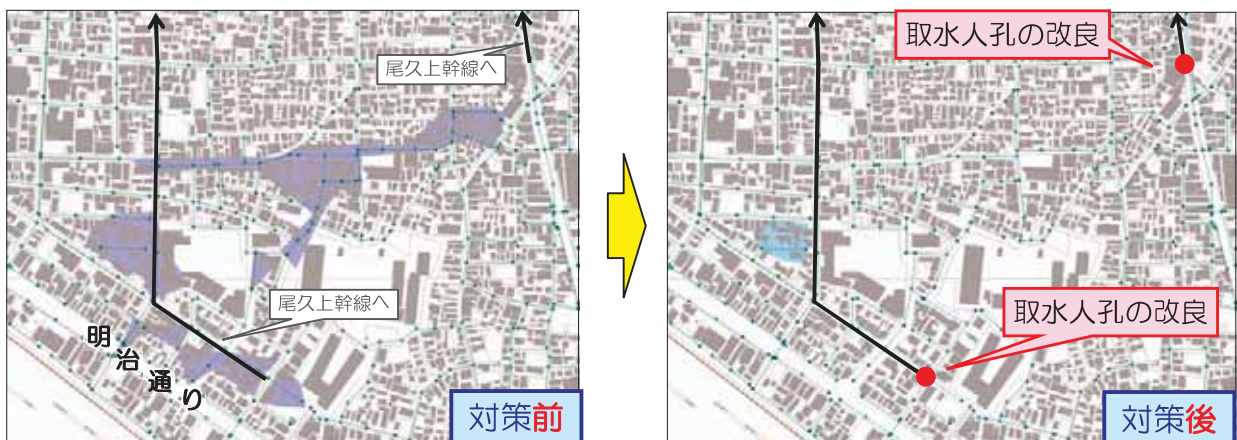 尾久上幹線へ
尾久上幹線へ
明治通り
対策前
取水人孔の改良
取水人孔の改良
対策後